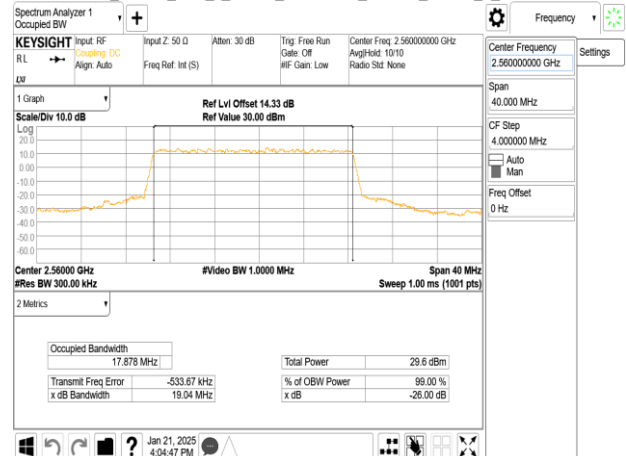 Spectrum Analyzer 1
Occupied BW
+
Frequency
KEYSIGHT
RL
LXI
Input: RF
Coupling: DC
Align: Auto
Input Z: 50 Ω
Freq Ref: Int (S)
Atten: 30 dB
Trig: Free Run
Gate: Off
#IF Gain: Low
Center Freq: 2.560000000 GHz
Avg|Hold: 10/10
Radio Std: None
Center Frequency
2.560000000 GHz
Settings
Span
40.000 MHz
CF Step
4.000000 MHz
Auto
Man
Freq Offset
0 Hz
1 Graph
Scale/Div 10.0 dB
Ref Lvl Offset 14.33 dB
Ref Value 30.00 dBm
Log
20.0
10.0
0.00
-10.0
-20.0
-30.0
-40.0
-50.0
-60.0
Center 2.56000 GHz
#Video BW 1.0000 MHz
Span 40 MHz
#Res BW 300.00 kHz
Sweep 1.00 ms (1001 pts)
2 Metrics
Occupied Bandwidth
17.878 MHz
Total Power 29.6 dBm
Transmit Freq Error -533.67 kHz
% of OBW Power 99.00 %
x dB Bandwidth 19.04 MHz
x dB -26.00 dB
?
Jan 21, 2025
4:04:47 PM